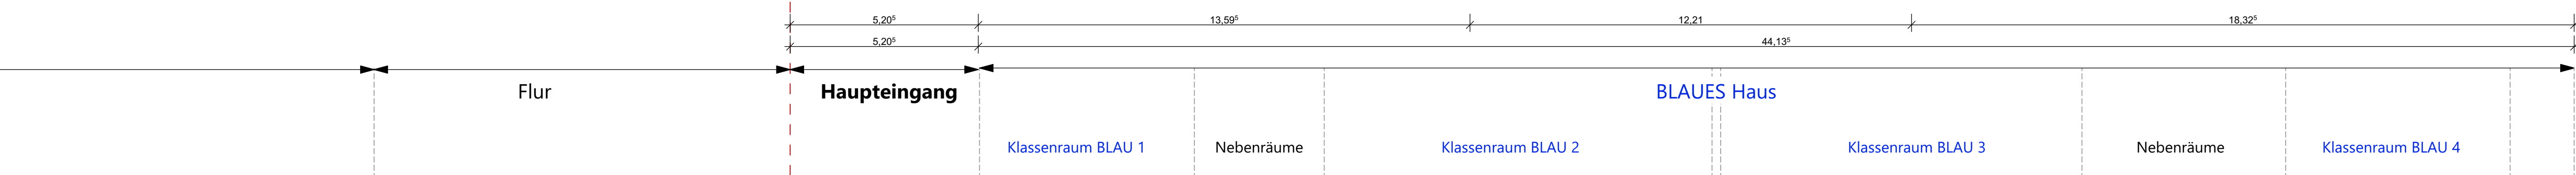 5,20⁵ 13,59⁵ 12,21 18,32⁵
5,20⁵ 44,13⁵
Flur Haupteingang BLAUES Haus
Klassenraum BLAU 1 Nebenräume Klassenraum BLAU 2 Klassenraum BLAU 3 Nebenräume Klassenraum BLAU 4